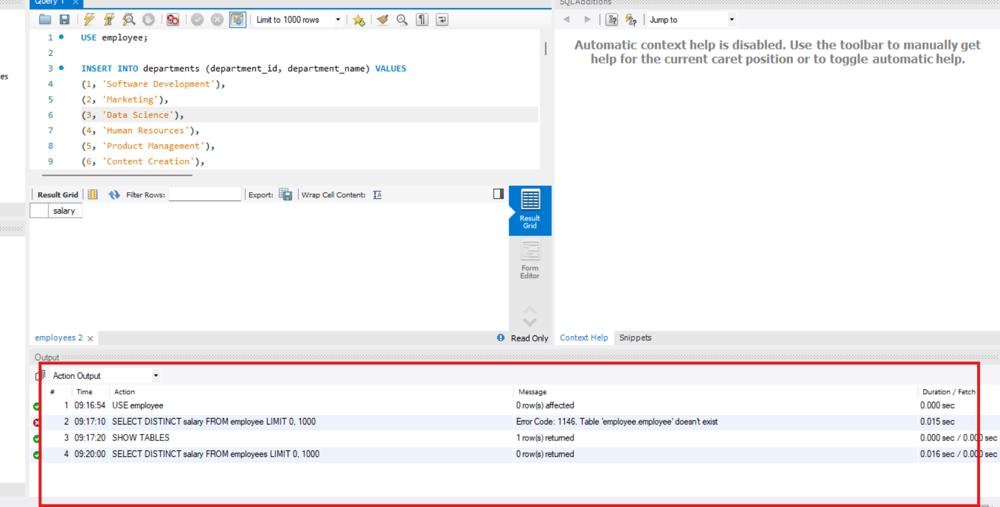 Query 1
SQLAdditions
Limit to 1000 rows
Jump to
1 USE employee;
2
3 INSERT INTO departments (department_id, department_name) VALUES
4 (1, 'Software Development'),
5 (2, 'Marketing'),
6 (3, 'Data Science'),
7 (4, 'Human Resources'),
8 (5, 'Product Management'),
9 (6, 'Content Creation'),
Automatic context help is disabled. Use the toolbar to manually get
help for the current caret position or to toggle automatic help.
Result Grid Filter Rows: Export: Wrap Cell Content:
salary
Result
Grid
Form
Editor
employees 2
Read Only
Context Help Snippets
Output
Action Output
# Time Action Message Duration / Fetch
1 09:16:54 USE employee 0 row(s) affected 0.000 sec
2 09:17:10 SELECT DISTINCT salary FROM employee LIMIT 0, 1000 Error Code: 1146. Table 'employee.employee' doesn't exist 0.015 sec
3 09:17:20 SHOW TABLES 1 row(s) returned 0.000 sec / 0.000 sec
4 09:20:00 SELECT DISTINCT salary FROM employees LIMIT 0, 1000 0 row(s) returned 0.016 sec / 0.000 sec